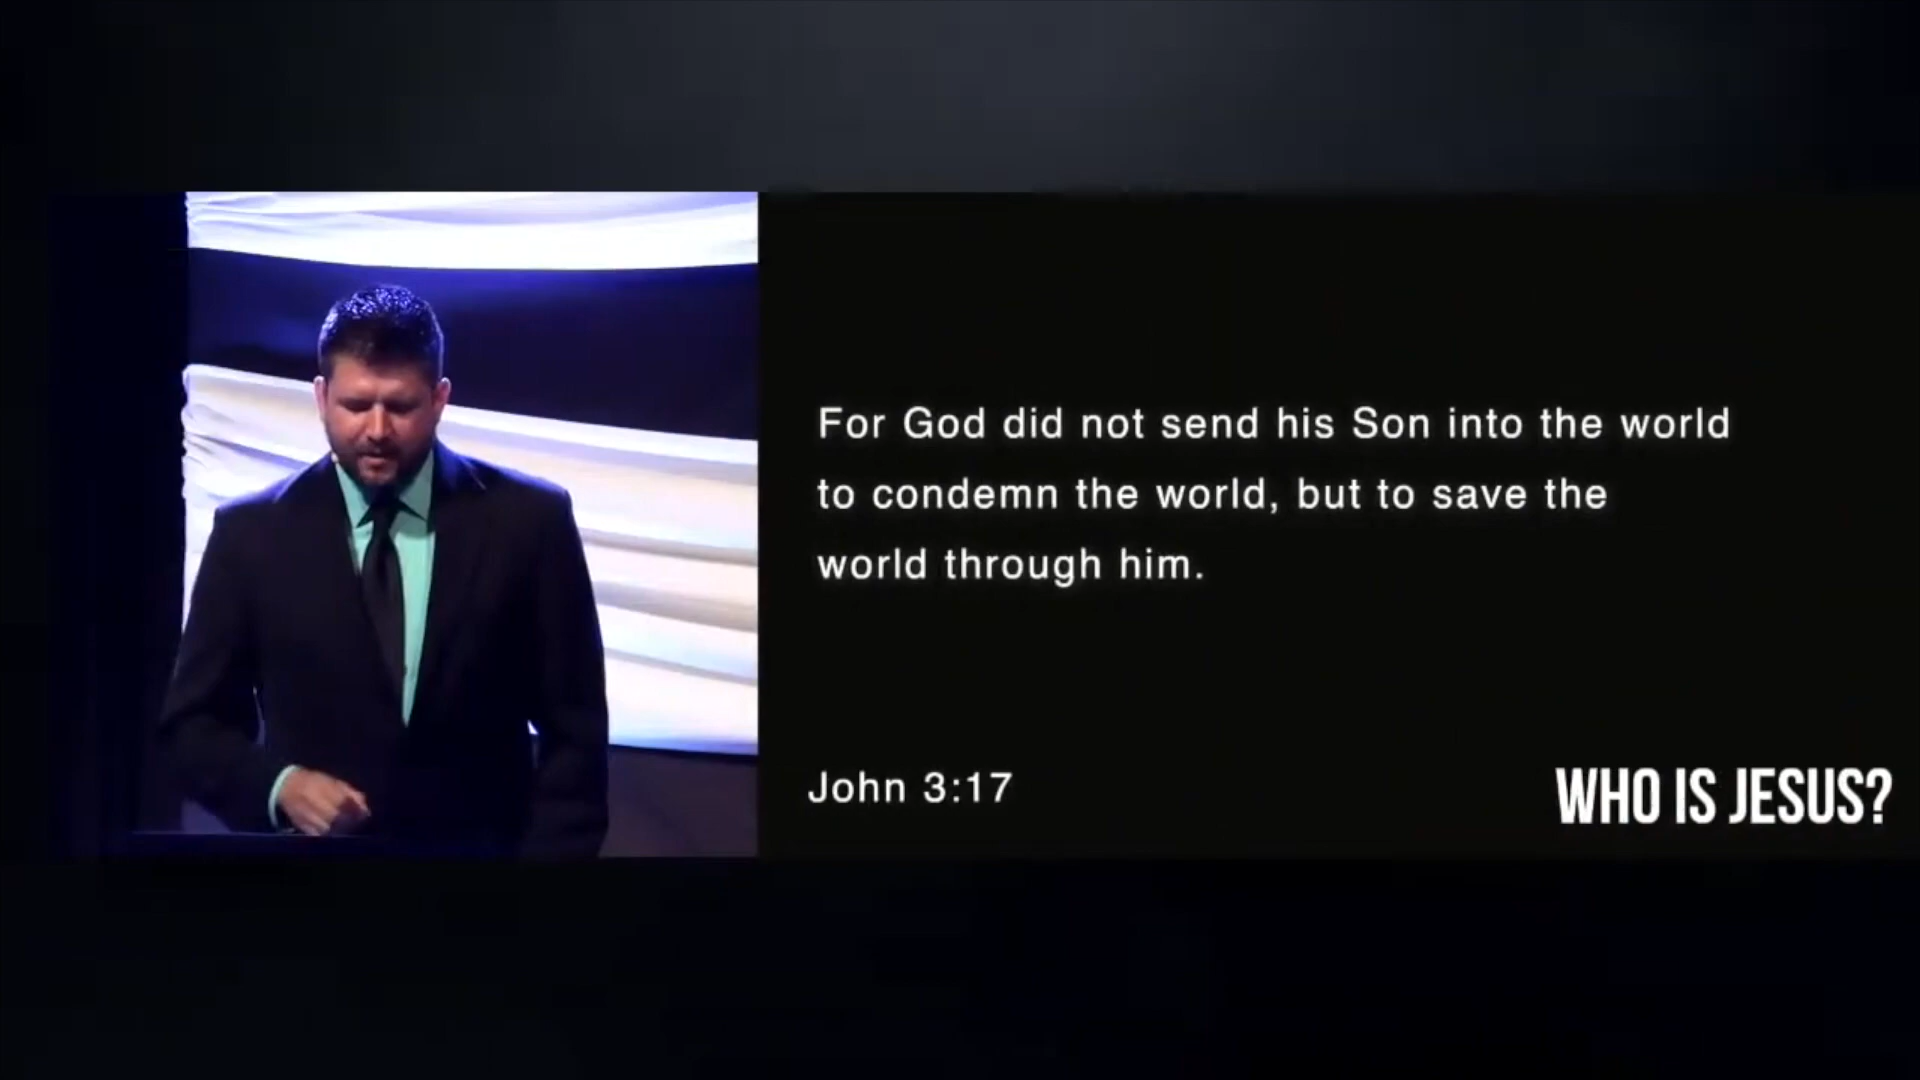 For God did not send his Son into the world
to condemn the world, but to save the
world through him.
John 3:17
WHO IS JESUS?